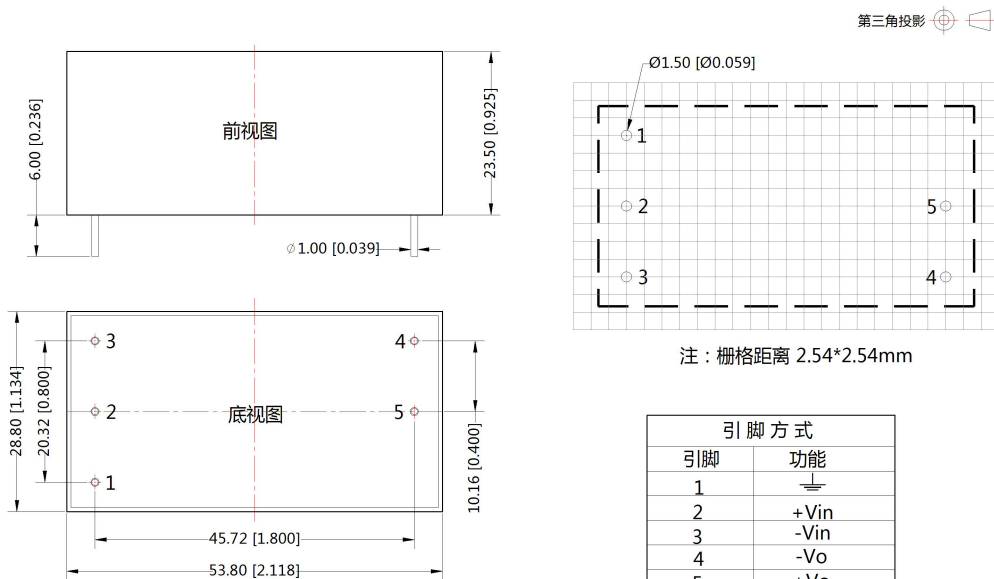 第三角投影
6.00 [0.236]
前视图
23.50 [0.925]
⌀1.00 [0.039]
Ø1.50 [Ø0.059]
1
2
5
3
4
注：栅格距离 2.54*2.54mm
28.80 [1.134]
20.32 [0.800]
3
4
2
底视图
5
1
10.16 [0.400]
45.72 [1.800]
53.80 [2.118]
引脚方式
引脚 功能
1
2 +Vin
3 -Vin
4 -Vo
5 +Vo